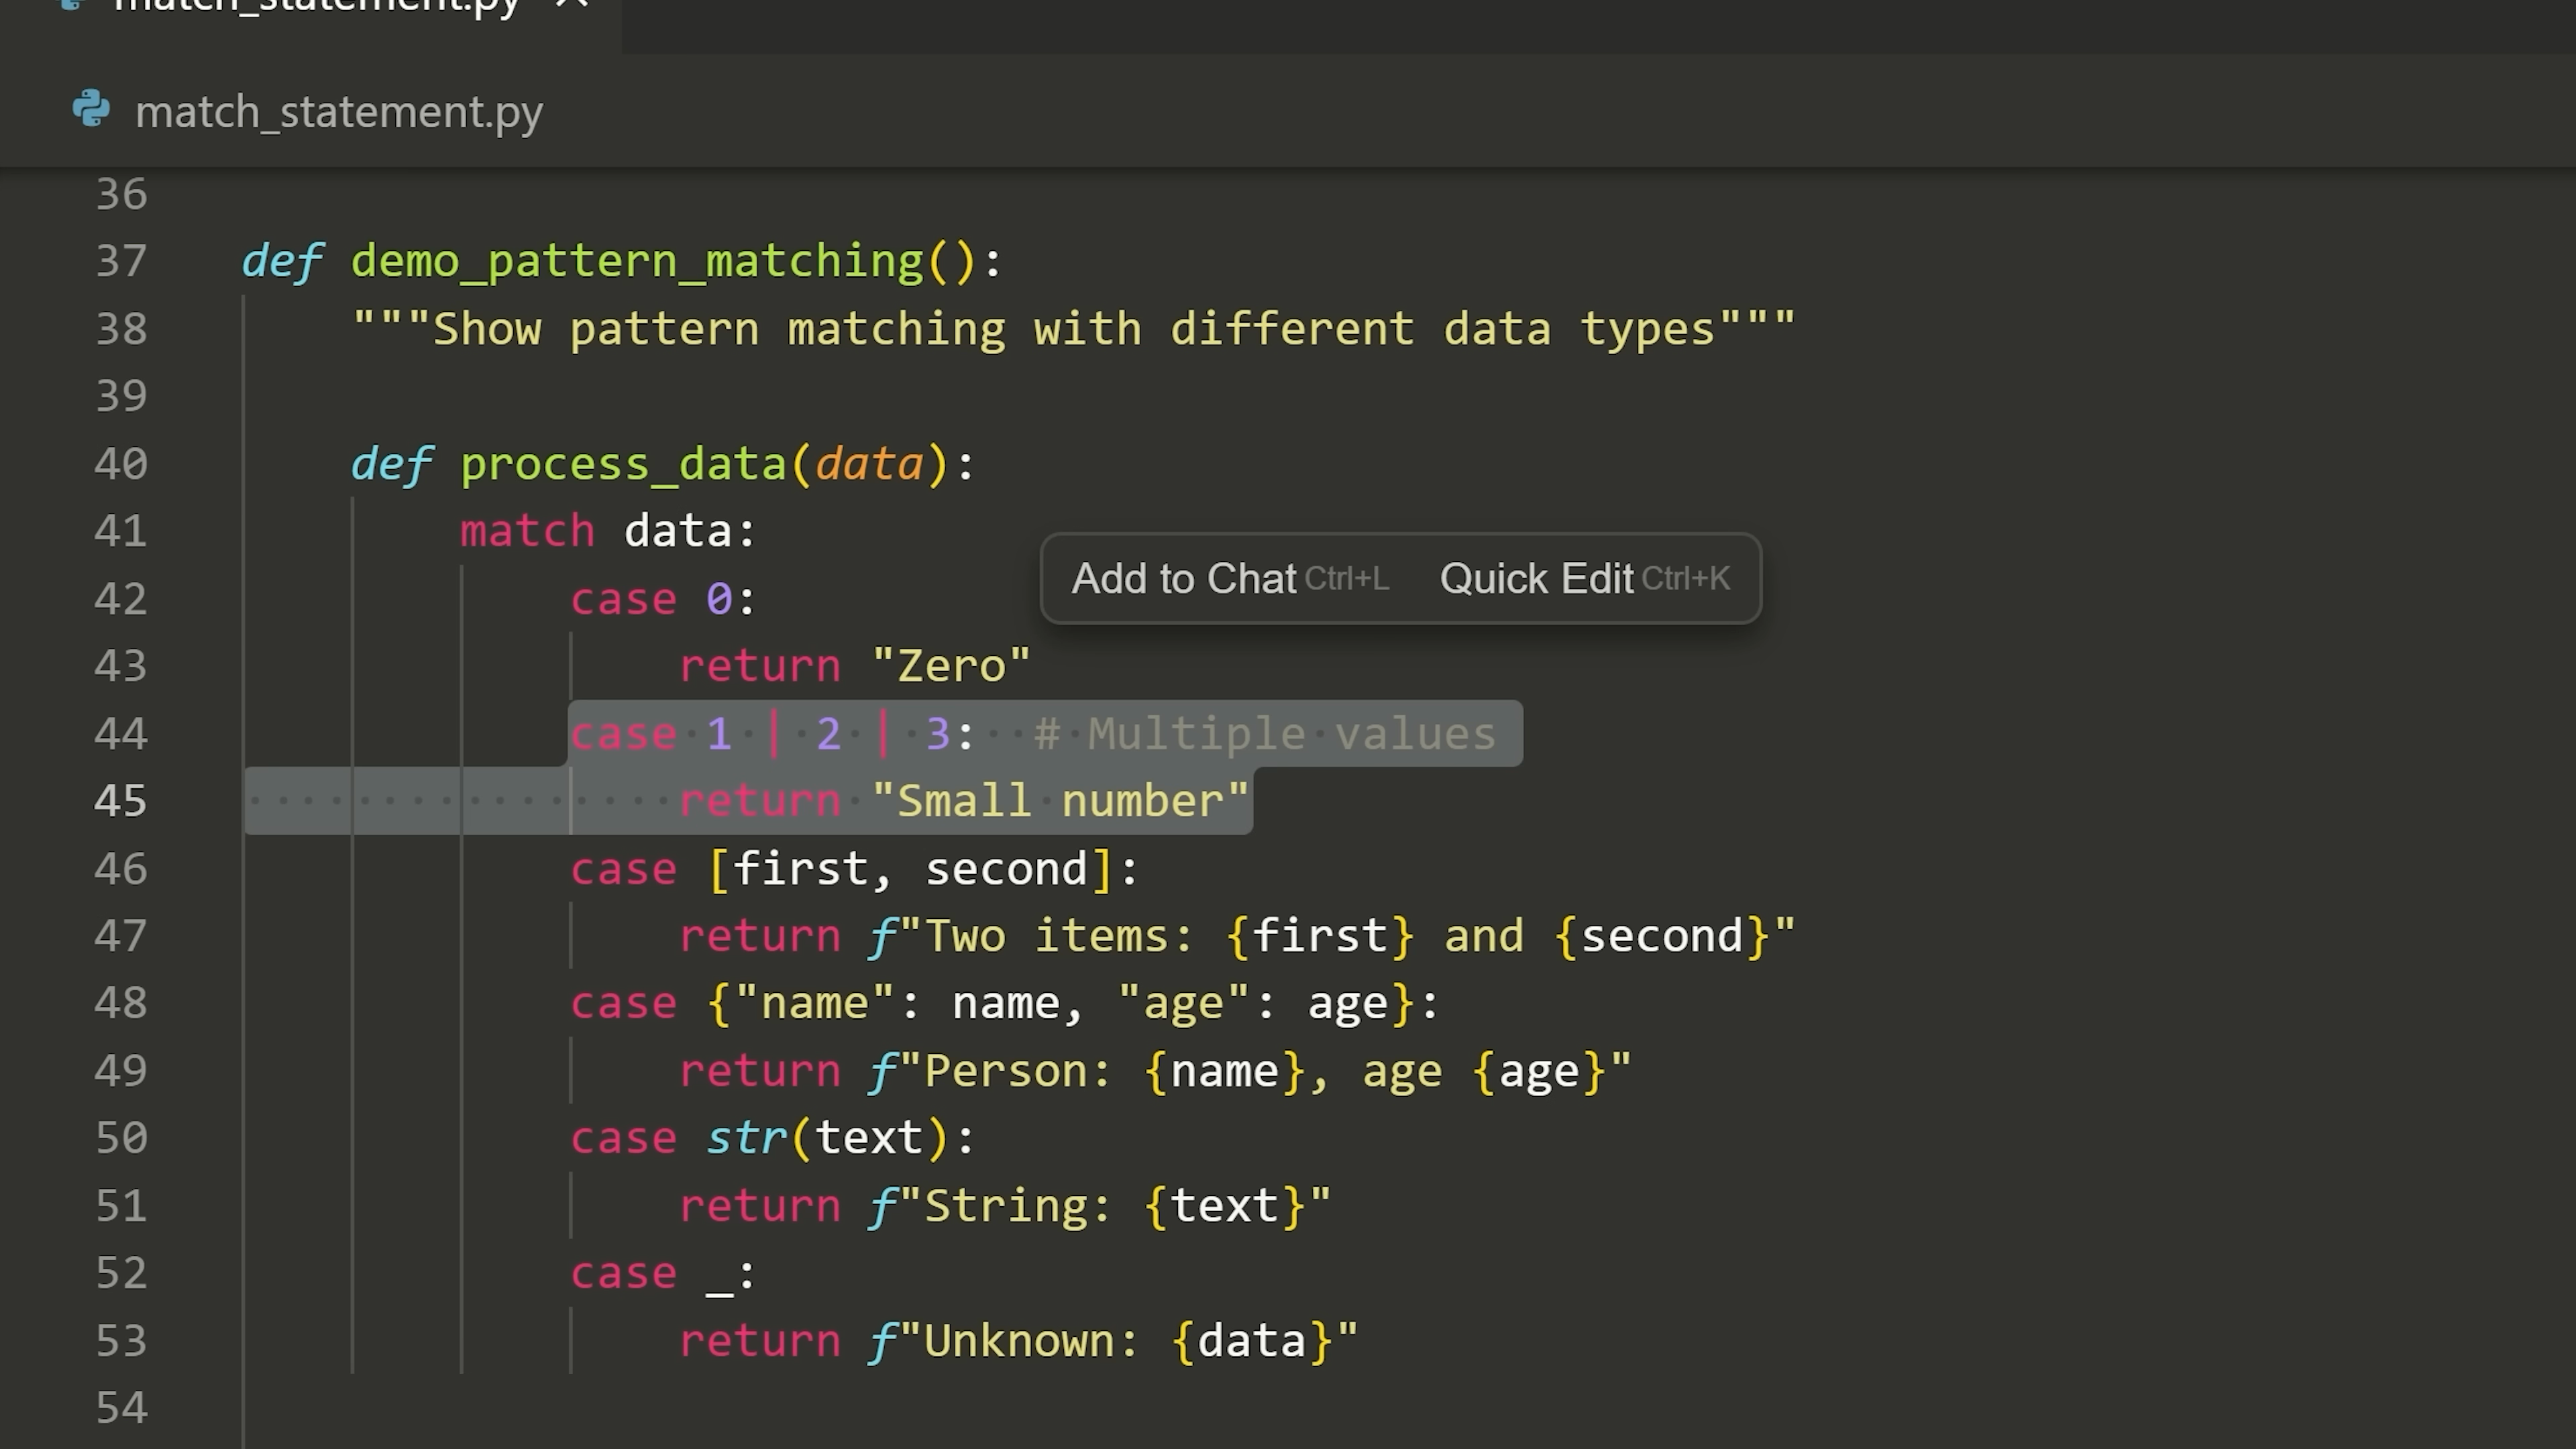 match_statement.py
match_statement.py
36
37 def demo_pattern_matching():
38 """Show pattern matching with different data types"""
39
40 def process_data(data):
41 match data:
Add to Chat Ctrl+L Quick Edit Ctrl+K
42 case 0:
43 return "Zero"
44 case 1 | 2 | 3: # Multiple values
45 return "Small number"
46 case [first, second]:
47 return f"Two items: {first} and {second}"
48 case {"name": name, "age": age}:
49 return f"Person: {name}, age {age}"
50 case str(text):
51 return f"String: {text}"
52 case _:
53 return f"Unknown: {data}"
54